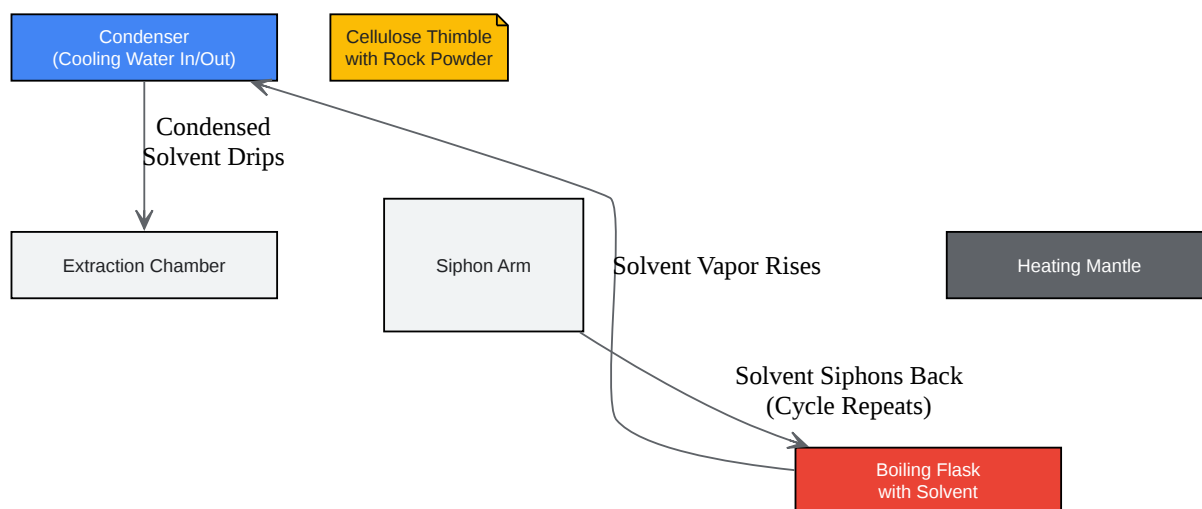 Condenser
(Cooling Water In/Out)
Cellulose Thimble
with Rock Powder
Condensed
Solvent Drips
Extraction Chamber
Siphon Arm
Solvent Vapor Rises
Heating Mantle
Solvent Siphons Back
(Cycle Repeats)
Boiling Flask
with Solvent